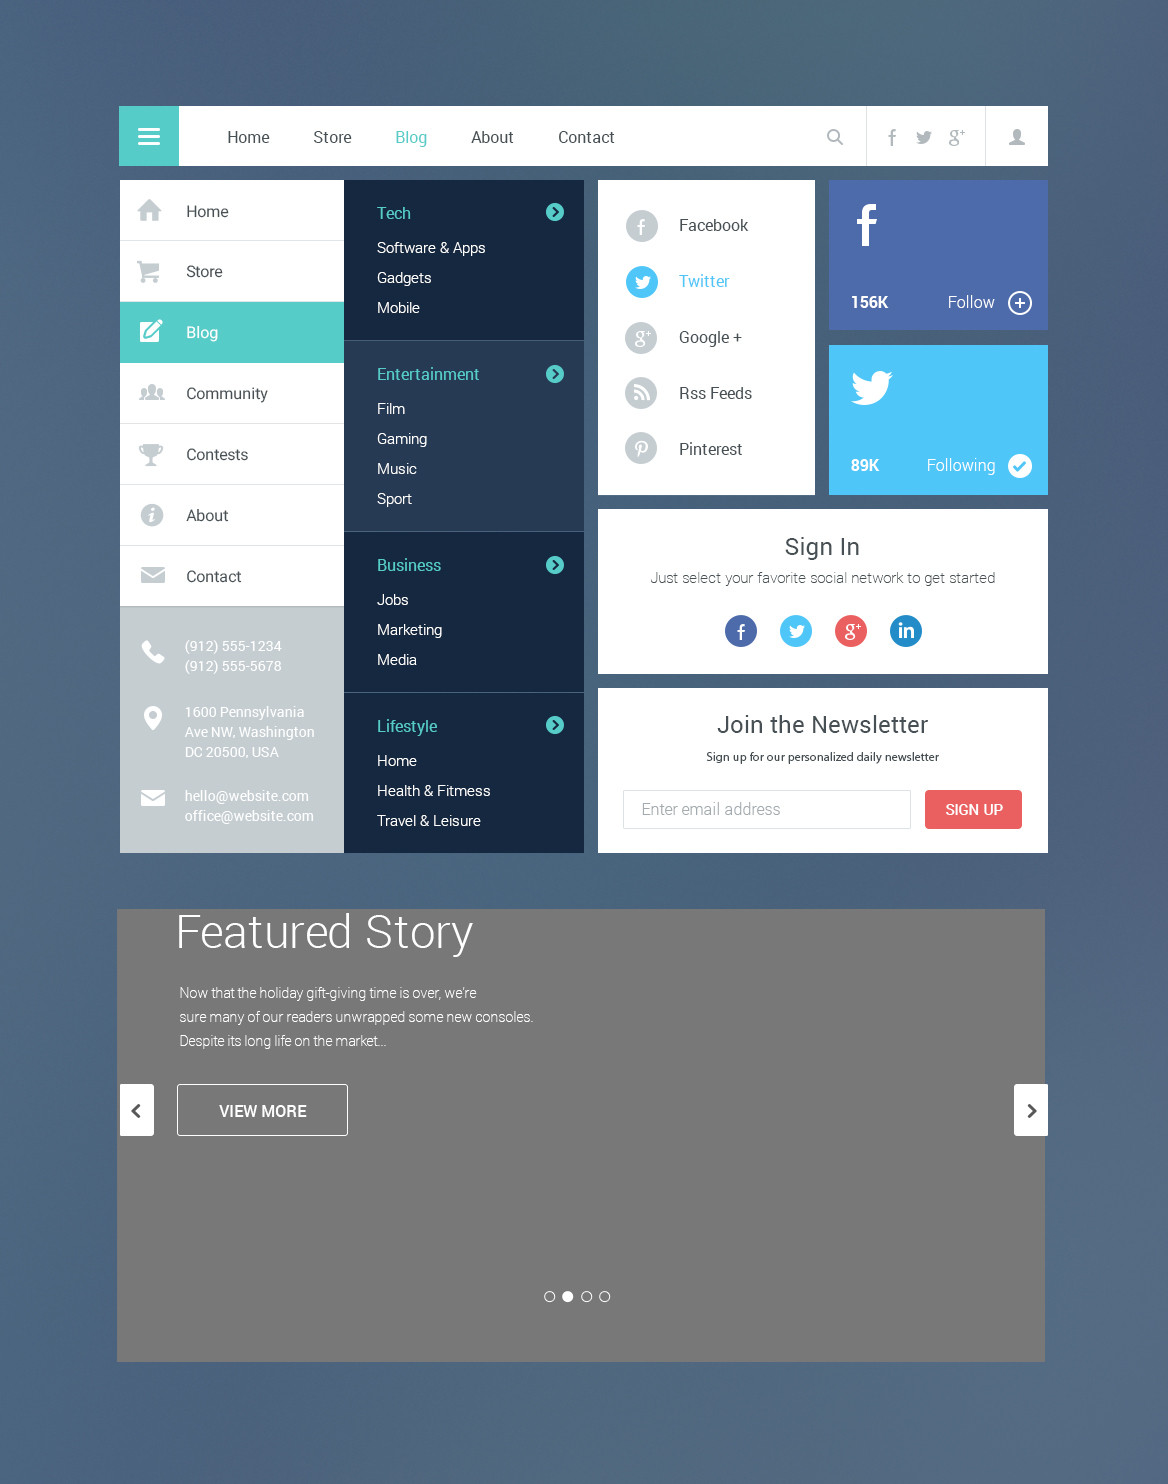 Home Store Blog About Contact
Home
Store
Blog
Community
Contests
About
Contact
(912) 555-1234
(912) 555-5678
1600 Pennsylvania
Ave NW, Washington
DC 20500, USA
hello@website.com
office@website.com
Tech
Software & Apps
Gadgets
Mobile
Entertainment
Film
Gaming
Music
Sport
Business
Jobs
Marketing
Media
Lifestyle
Home
Health & Fitness
Travel & Leisure
Facebook
Twitter
Google +
Rss Feeds
Pinterest
156K Follow
89K Following
Sign In
Just select your favorite social network to get started
Join the Newsletter
Sign up for our personalized daily newsletter
Enter email address SIGN UP
Featured Story
Now that the holiday gift-giving time is over, we're
sure many of our readers unwrapped some new consoles.
Despite its long life on the market...
VIEW MORE